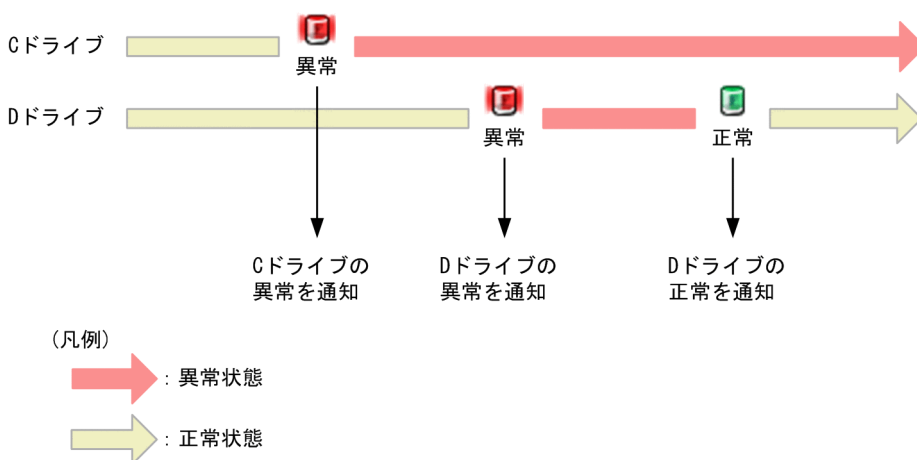 Cドライブ
異常
Dドライブ
異常
正常
Cドライブの
異常を通知
Dドライブの
異常を通知
Dドライブの
正常を通知
(凡例)
：異常状態
：正常状態